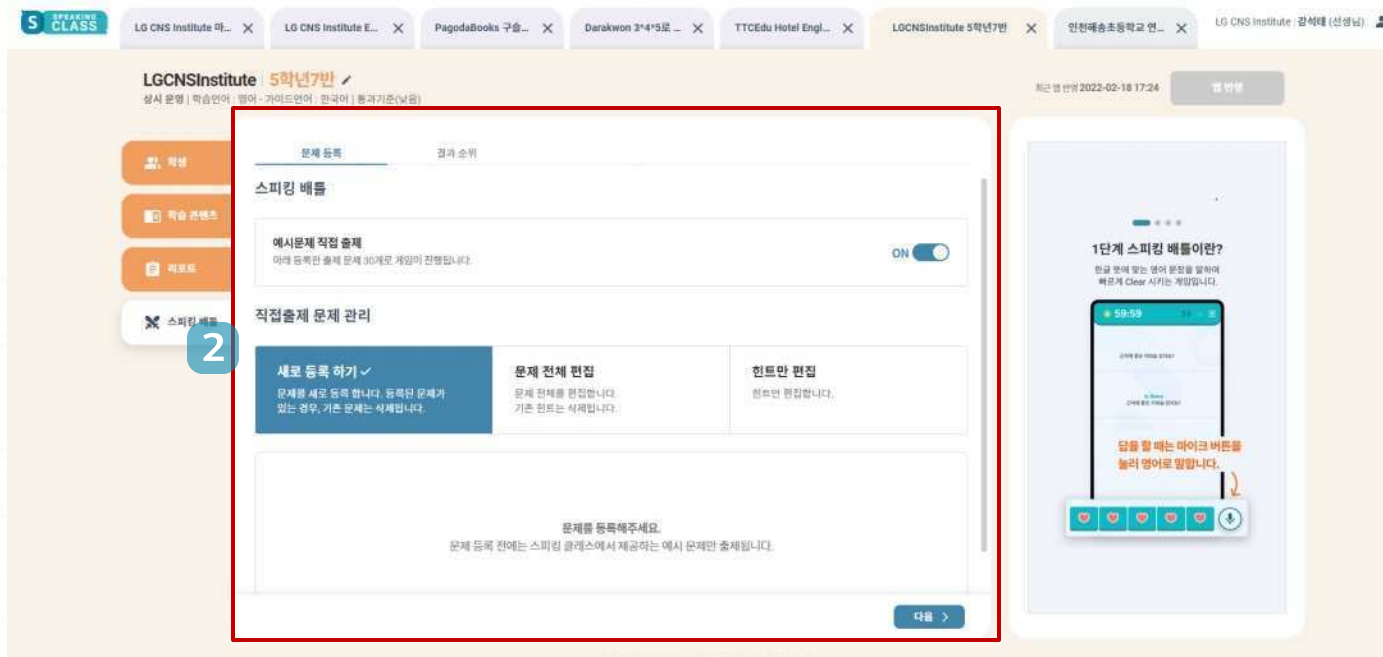 S SPEAKING CLASS
LG CNS Institute 마...
LG CNS Institute E...
PagodaBooks 구슬...
Darakwon 3*4*5로 ...
TTCEdu Hotel Engl...
LGCNSInstitute 5학년7반
인천해송초등학교 연...
LG CNS Institute 강석태 (선생님)
LGCNSInstitute 5학년7반
상시 운영 | 학습언어 : 영어 - 가이드언어 : 한국어 | 통과기준(낮음)
최근 앱 반영 2022-02-18 17:24
앱 반영
학생
학습 콘텐츠
리포트
스피킹 배틀
2
문제 등록
결과 순위
스피킹 배틀
예시문제 직접 출제
아래 등록한 출제 문제 30개로 게임이 진행됩니다.
ON
직접출제 문제 관리
새로 등록 하기
문제를 새로 등록 합니다. 등록된 문제가
있는 경우, 기존 문제는 삭제됩니다.
문제 전체 편집
문제 전체를 편집합니다.
기존 힌트는 삭제됩니다.
힌트만 편집
힌트만 편집합니다.
문제를 등록해주세요.
문제 등록 전에는 스피킹 클래스에서 제공하는 예시 문제만 출제됩니다.
다음 >
1단계 스피킹 배틀이란?
한글 뜻에 맞는 영어 문장을 말하여
빠르게 Clear 시키는 게임입니다.
59:59
답을 할 때는 마이크 버튼을
눌러 영어로 말합니다.